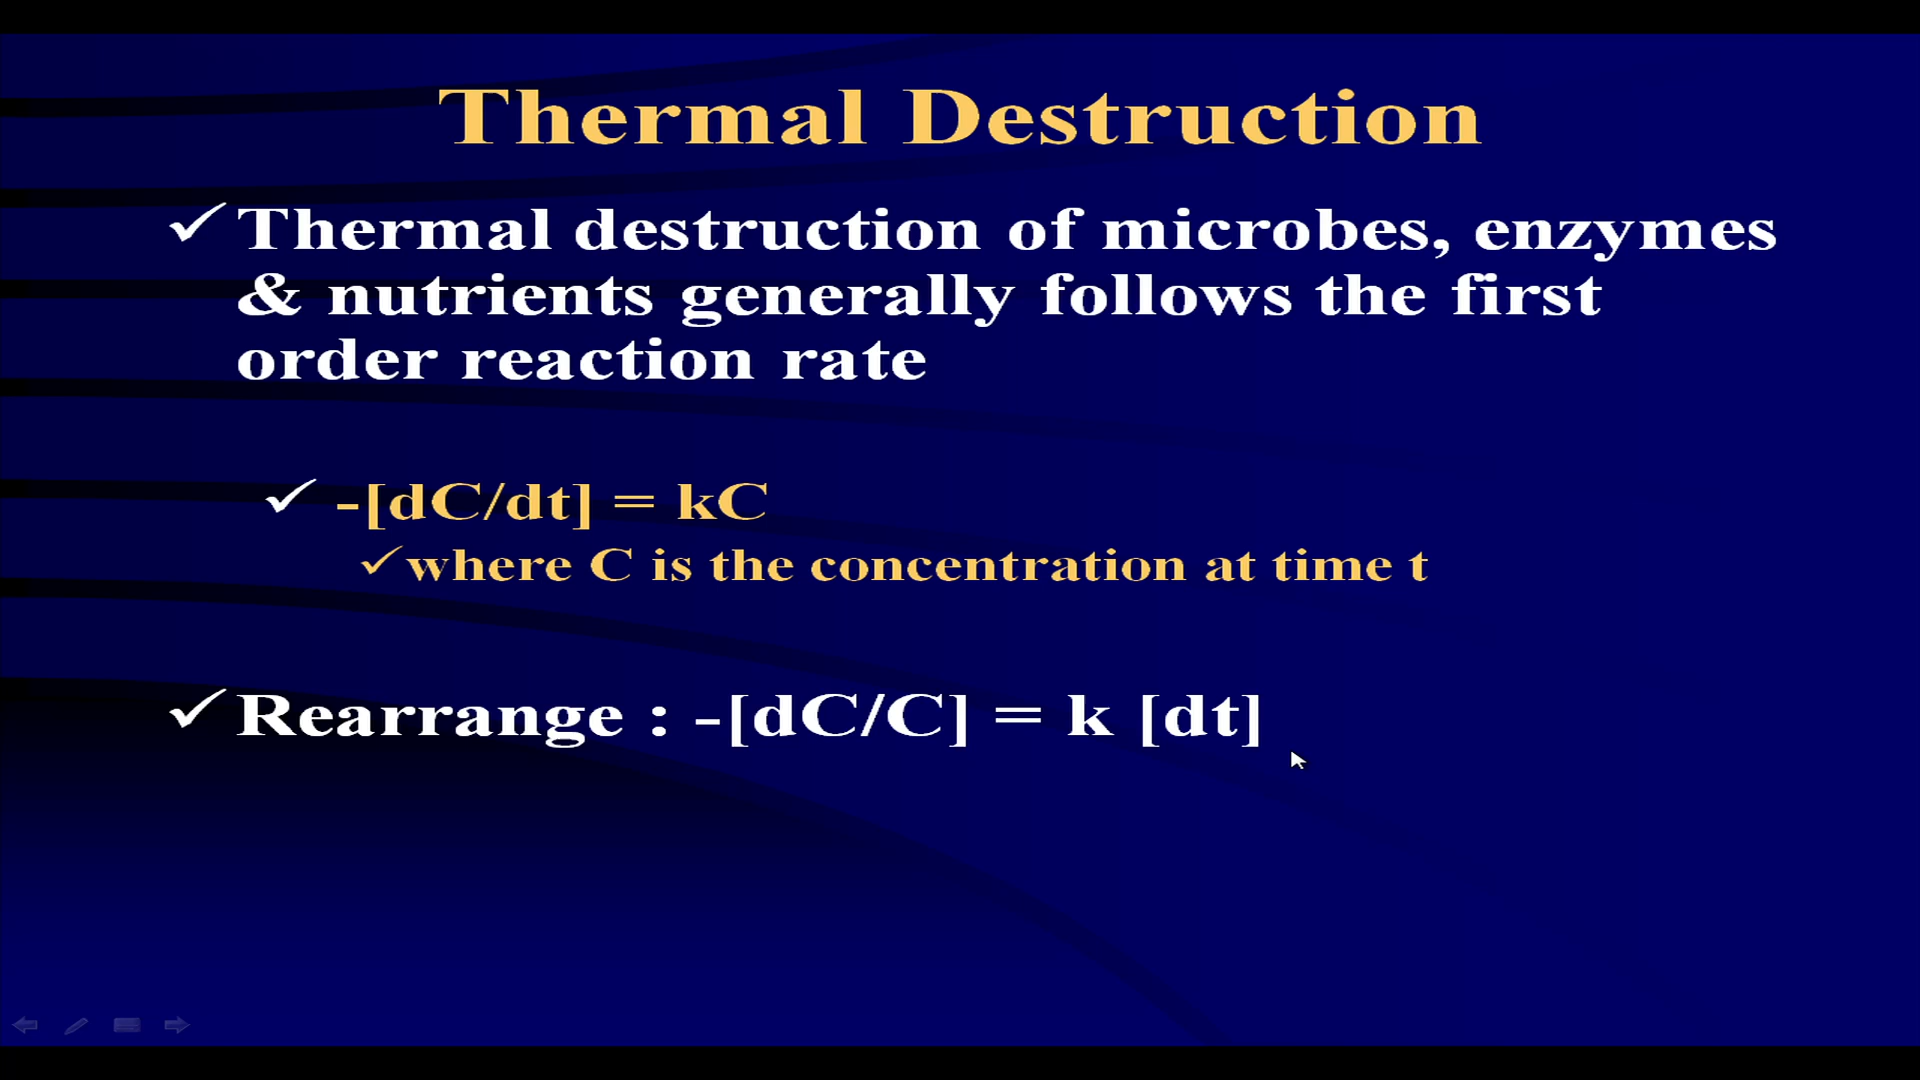 Thermal Destruction
✓ Thermal destruction of microbes, enzymes
& nutrients generally follows the first
order reaction rate
✓ -[dC/dt] = kC
✓ where C is the concentration at time t
✓ Rearrange : -[dC/C] = k [dt]